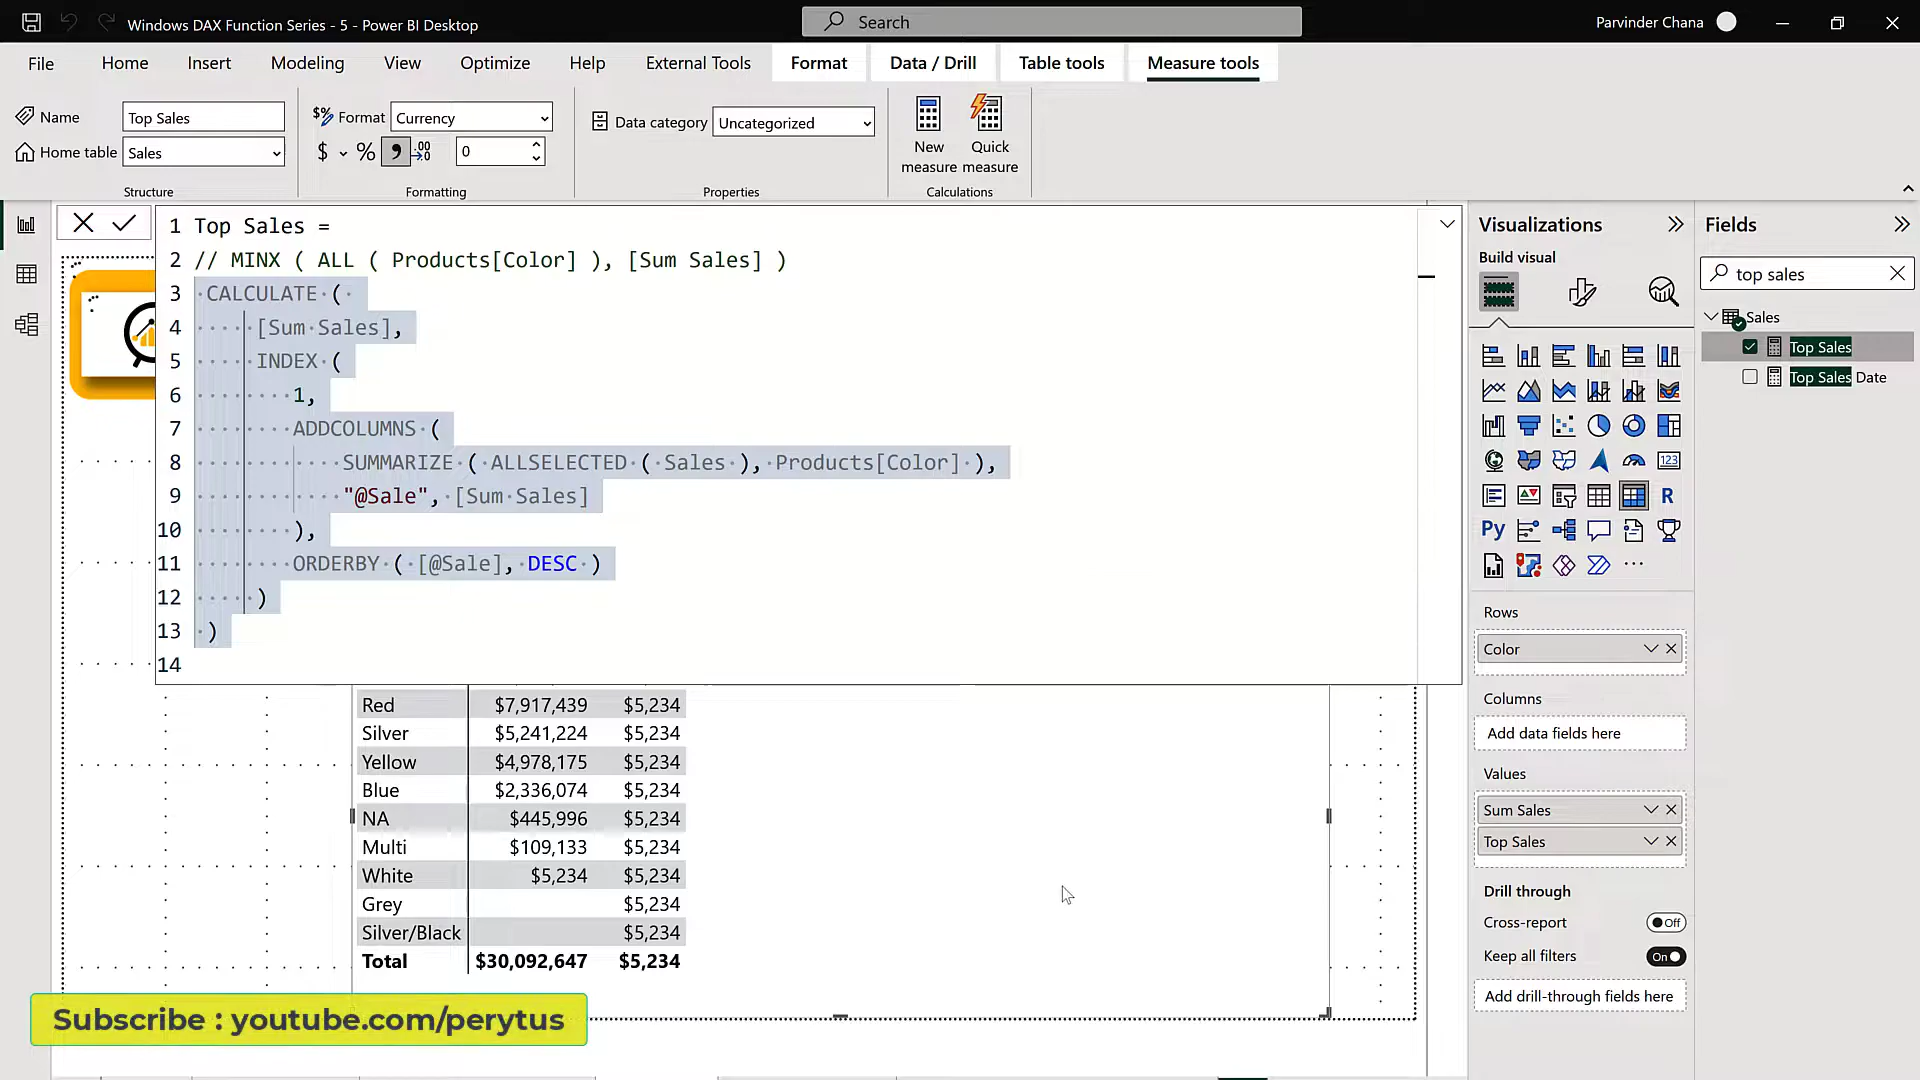 Windows DAX Function Series - 5 - Power BI Desktop
Search
Parvinder Chana
File Home Insert Modeling View Optimize Help External Tools Format Data / Drill Table tools Measure tools
Name Top Sales
Home table Sales
Structure
Format Currency
$ % 0
Formatting
Data category Uncategorized
Properties
New measure
Quick measure
Calculations
1 Top Sales =
2 // MINX ( ALL ( Products[Color] ), [Sum Sales] )
3 CALCULATE (
4 [Sum Sales],
5 INDEX (
6 1,
7 ADDCOLUMNS (
8 SUMMARIZE ( ALLSELECTED ( Sales ), Products[Color] ),
9 "@Sale", [Sum Sales]
10 ),
11 ORDERBY ( [@Sale], DESC )
12 )
13 )
14
Red $7,917,439 $5,234
Silver $5,241,224 $5,234
Yellow $4,978,175 $5,234
Blue $2,336,074 $5,234
NA $445,996 $5,234
Multi $109,133 $5,234
White $5,234 $5,234
Grey $5,234
Silver/Black $5,234
Total $30,092,647 $5,234
Subscribe : youtube.com/perytus
Visualizations
Build visual
123
R
Py
Rows
Color
Columns
Add data fields here
Values
Sum Sales
Top Sales
Drill through
Cross-report Off
Keep all filters On
Add drill-through fields here
Fields
top sales
Sales
Top Sales
Top Sales Date